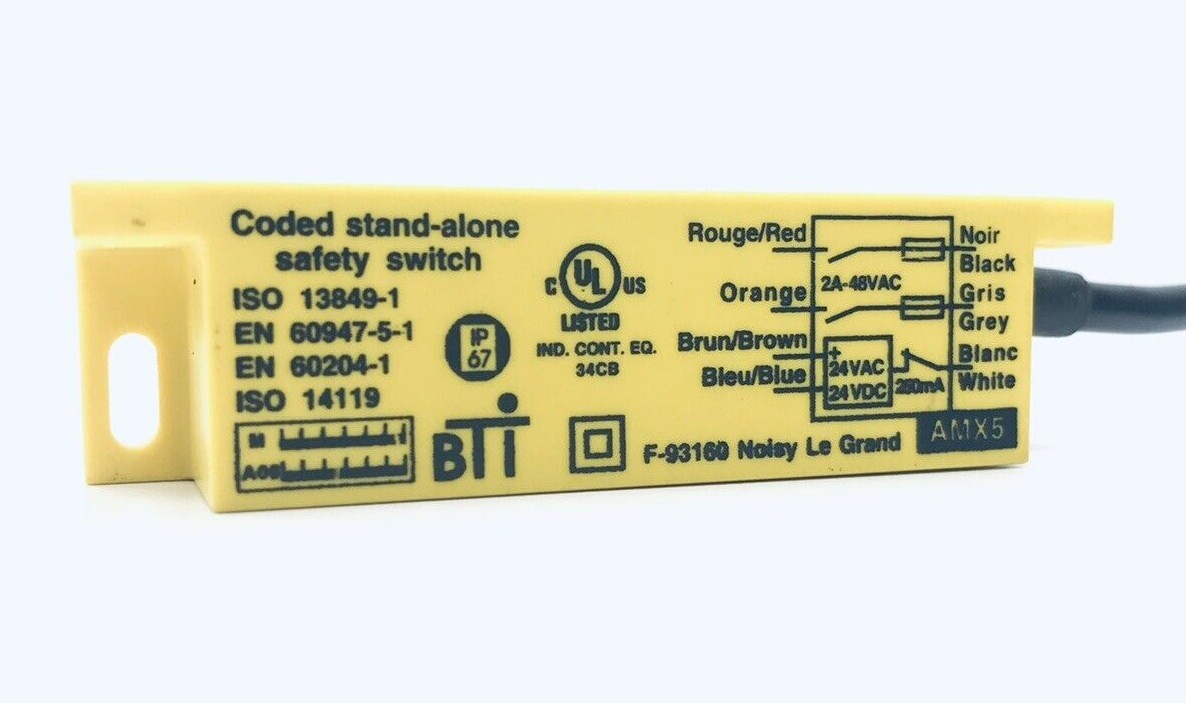 Coded stand-alone
safety switch
ISO 13849-1
EN 60947-5-1
EN 60204-1
ISO 14119
IP
67
C UL US
LISTED
IND. CONT. EQ.
34CB
M
BTi
Rouge/Red
Orange
Brun/Brown
Bleu/Blue
2A-48VAC
+
24VAC
24VDC
250mA
Noir
Black
Gris
Grey
Blanc
White
F-93160 Noisy Le Grand
AMX5